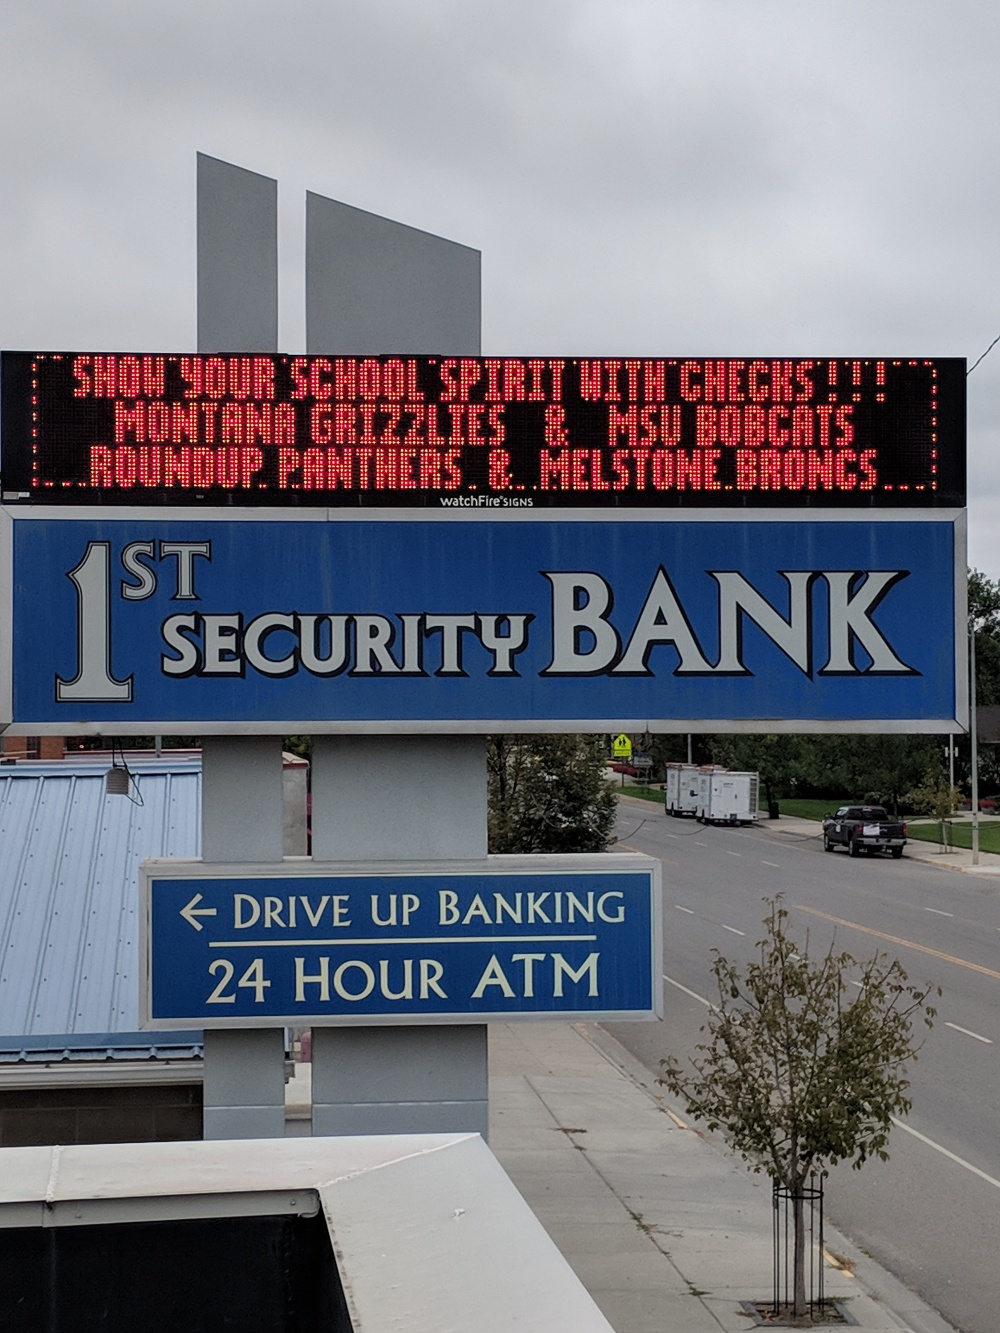 SHOW YOUR SCHOOL SPIRIT WITH CHECKS!!!
MONTANA GRIZZLIES & MSU BOBCATS
ROUNDUP PANTHERS & MELSTONE BRONCS
watchFire SIGNS
1ST SECURITY BANK
← DRIVE UP BANKING
24 HOUR ATM